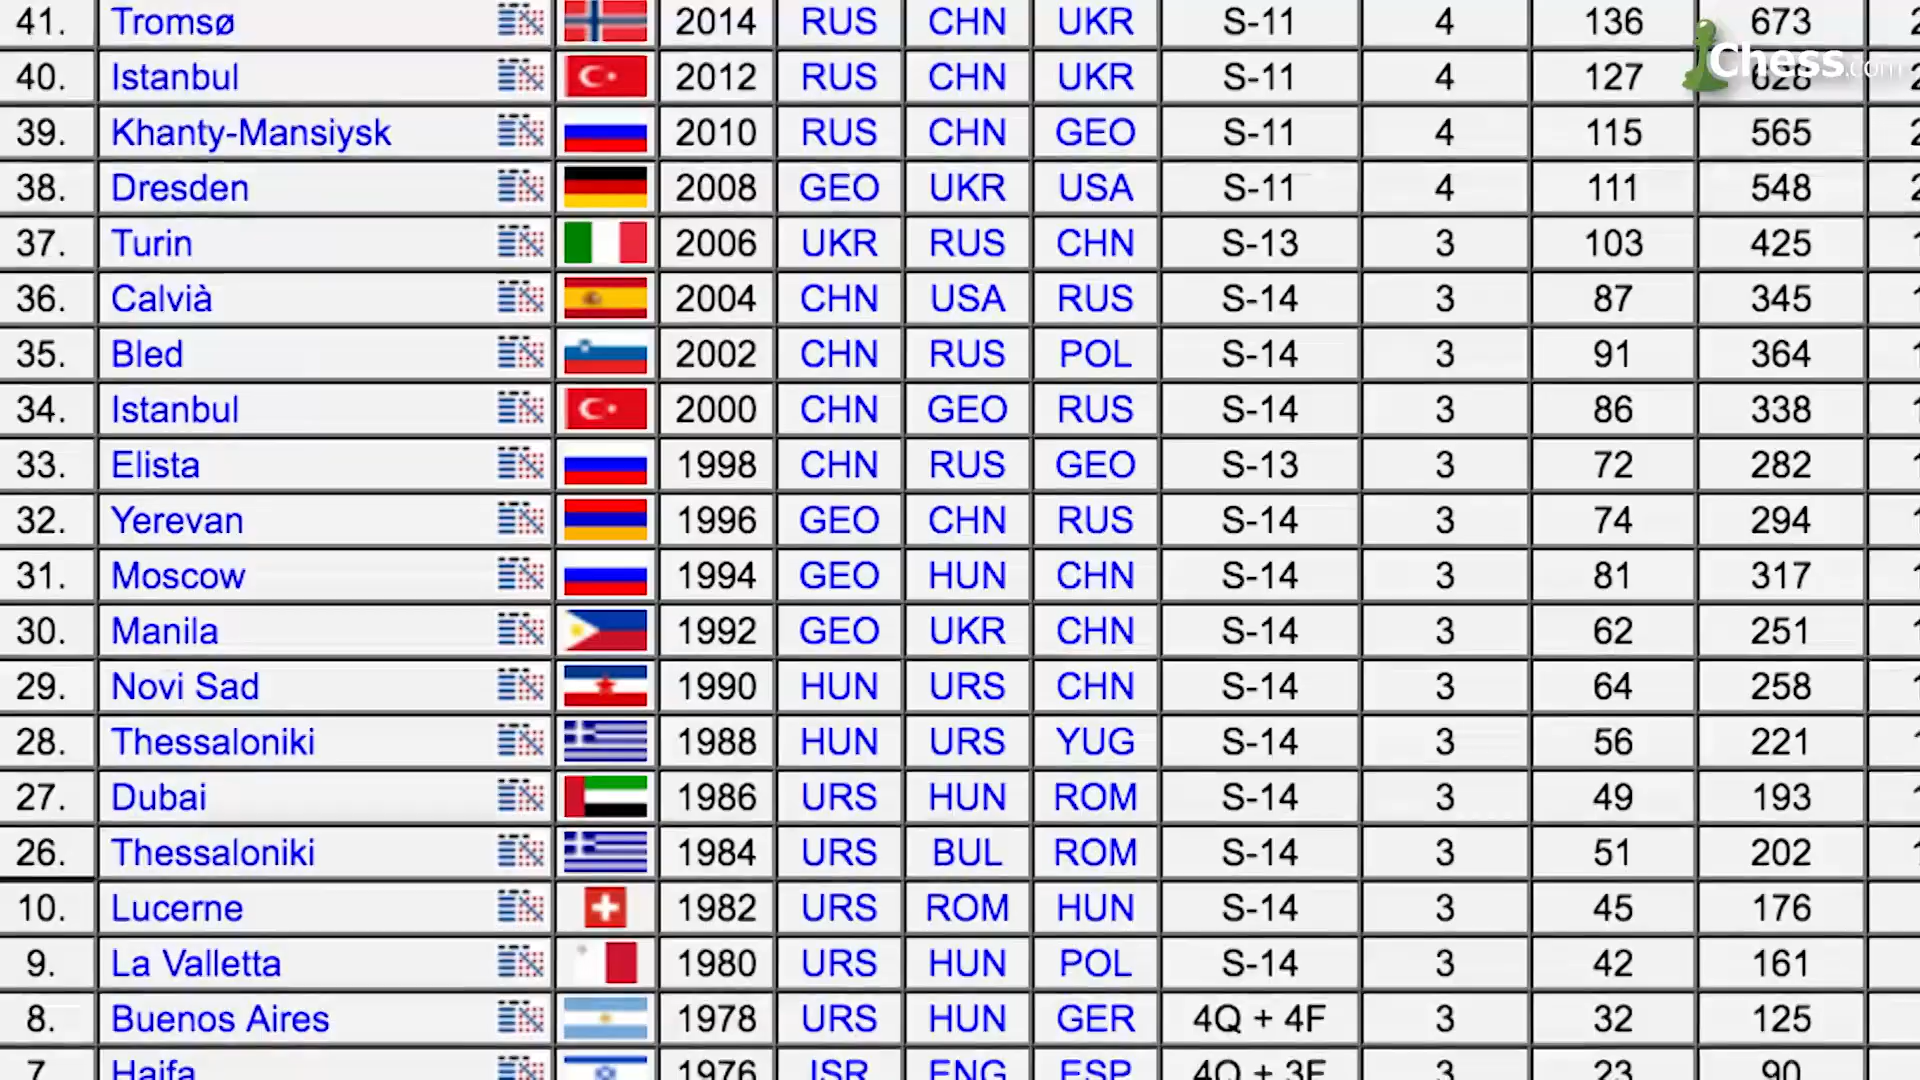 41. Tromsø 2014 RUS CHN UKR S-11 4 136 673
Chess.com
40. Istanbul 2012 RUS CHN UKR S-11 4 127 628
39. Khanty-Mansiysk 2010 RUS CHN GEO S-11 4 115 565
38. Dresden 2008 GEO UKR USA S-11 4 111 548
37. Turin 2006 UKR RUS CHN S-13 3 103 425
36. Calvià 2004 CHN USA RUS S-14 3 87 345
35. Bled 2002 CHN RUS POL S-14 3 91 364
34. Istanbul 2000 CHN GEO RUS S-14 3 86 338
33. Elista 1998 CHN RUS GEO S-13 3 72 282
32. Yerevan 1996 GEO CHN RUS S-14 3 74 294
31. Moscow 1994 GEO HUN CHN S-14 3 81 317
30. Manila 1992 GEO UKR CHN S-14 3 62 251
29. Novi Sad 1990 HUN URS CHN S-14 3 64 258
28. Thessaloniki 1988 HUN URS YUG S-14 3 56 221
27. Dubai 1986 URS HUN ROM S-14 3 49 193
26. Thessaloniki 1984 URS BUL ROM S-14 3 51 202
10. Lucerne 1982 URS ROM HUN S-14 3 45 176
9. La Valletta 1980 URS HUN POL S-14 3 42 161
8. Buenos Aires 1978 URS HUN GER 4Q + 4F 3 32 125
7. Haifa 1976 ISR ENG ESP 4Q + 3F 3 23 90